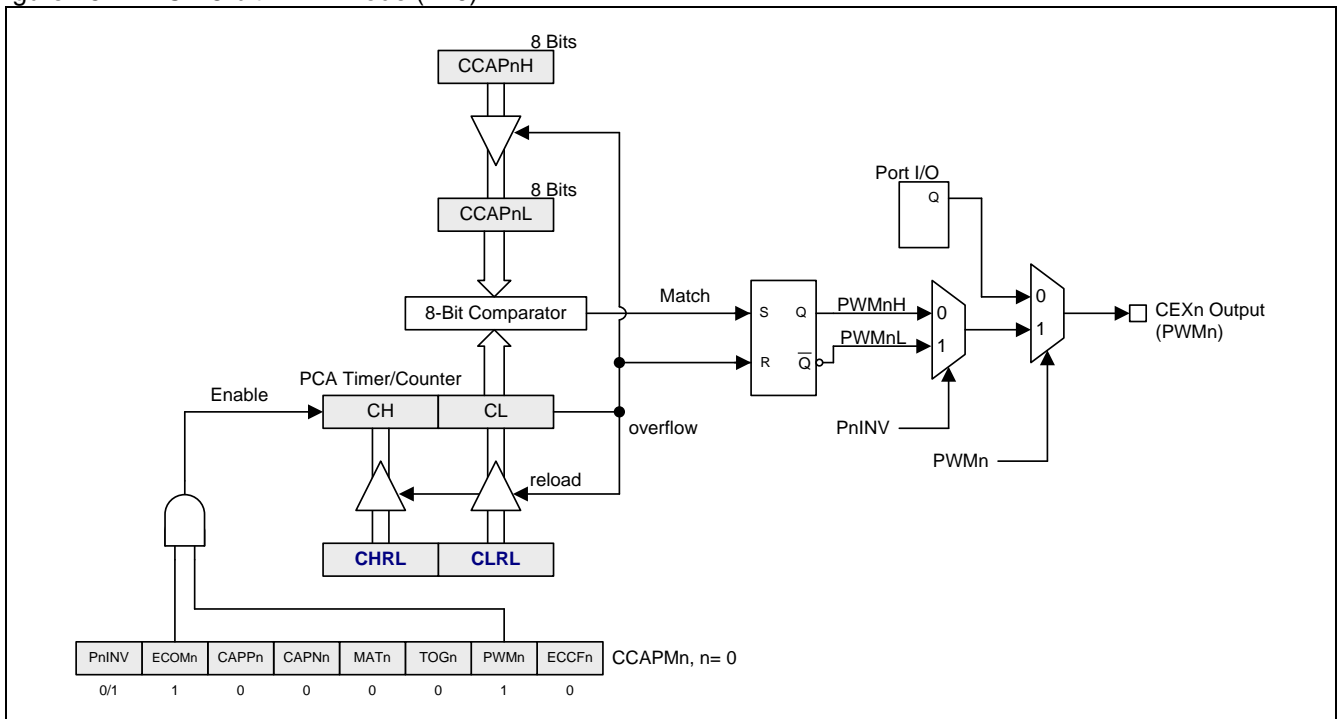 8 Bits
CCAPnH
8 Bits
CCAPnL
Port I/O
Q
8-Bit Comparator
Match
S Q
R Q
PWMnH
PWMnL
0
1
0
1
CEXn Output
(PWMn)
PCA Timer/Counter
Enable
CH CL
overflow
PnINV
PWMn
reload
CHRL CLRL
PnINV ECOMn CAPPn CAPNn MATn TOGn PWMn ECCFn CCAPMn, n= 0
0/1 1 0 0 0 0 1 0